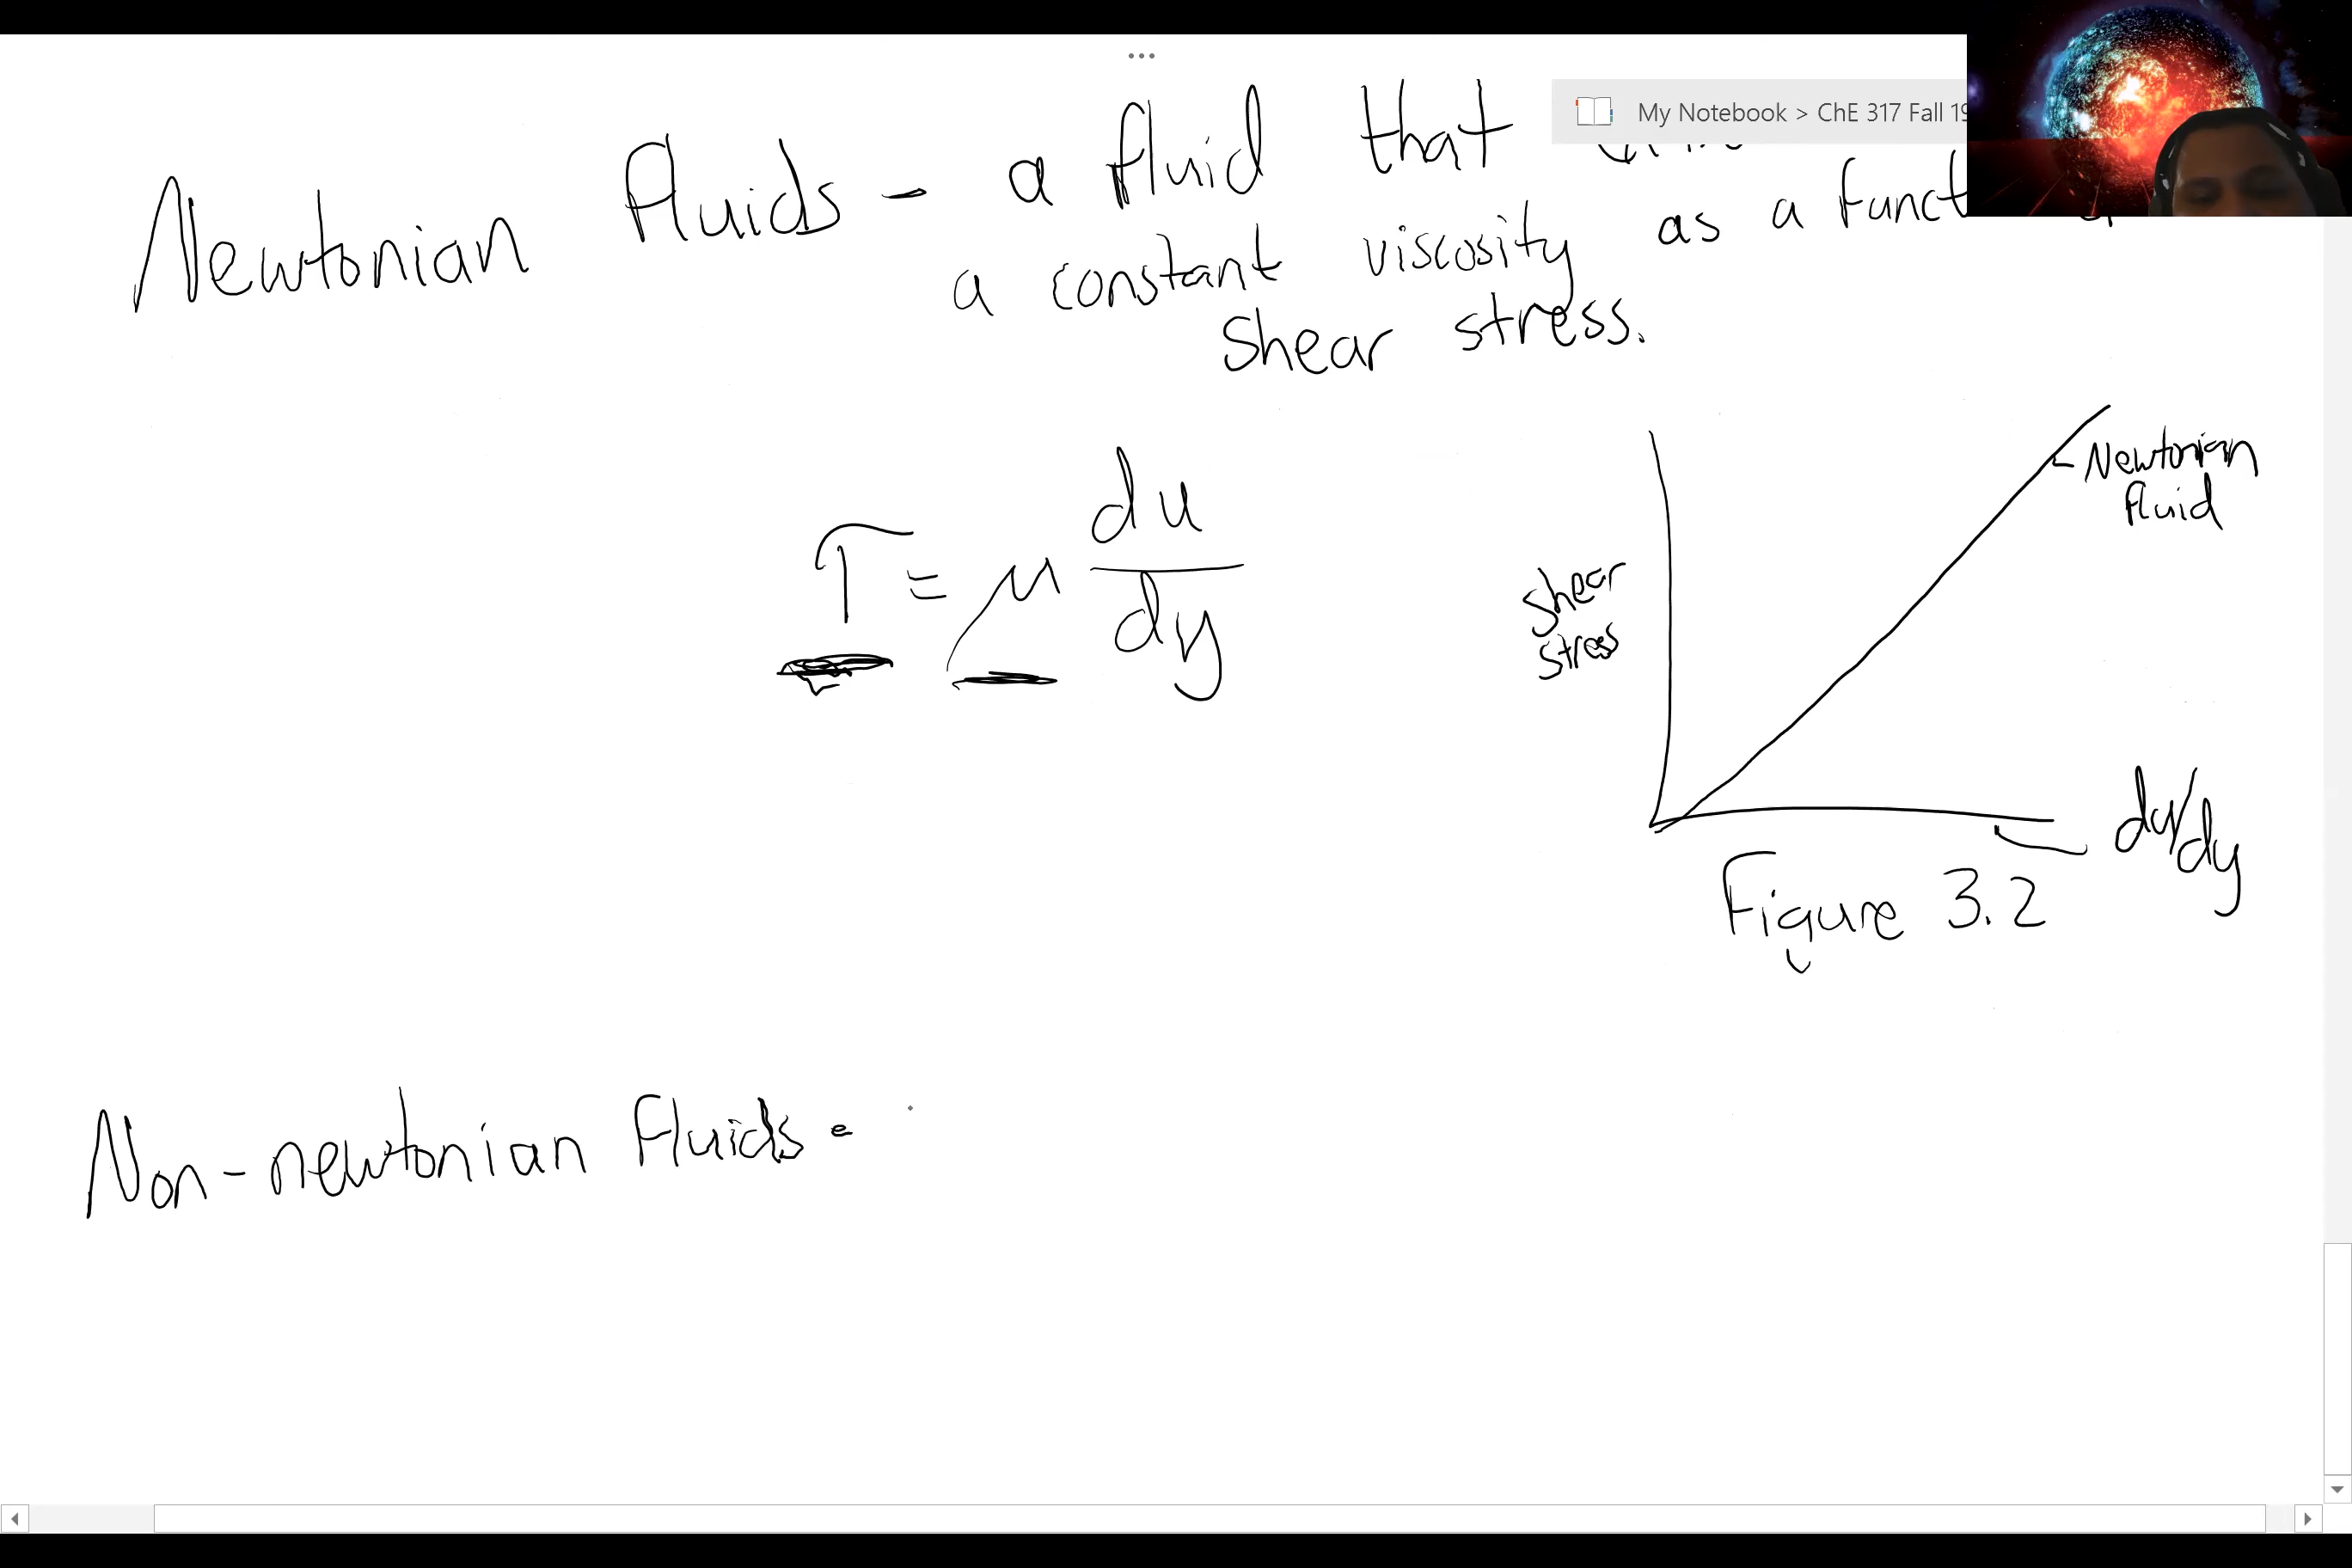 My Notebook > ChE 317 Fall 19
Newtonian Fluids - a fluid that
a constant viscosity as a funct
shear stress.
τ = μ du/dy
Newtonian
fluid
shear
stress
du/dy
Figure 3.2
Non-newtonian Fluids -